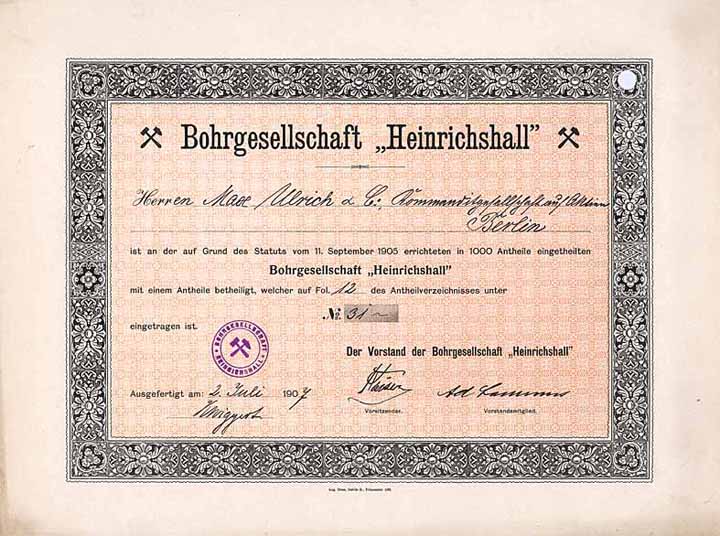 Bohrgesellschaft „Heinrichshall"
Herren Max Ulrich & C:, Kommanditgesellschaft auf Aktien
Berlin
ist an der auf Grund des Statuts vom 11. September 1905 errichteten in 1000 Antheile eingetheilten
Bohrgesellschaft „Heinrichshall"
mit einem Antheile betheiligt, welcher auf Fol. 12 des Antheilverzeichnisses unter
No. 31
eingetragen ist.
BOHRGESELLSCHAFT
HEINRICHSHALL
Der Vorstand der Bohrgesellschaft „Heinrichshall"
Ausgefertigt am: 2. Juli 1907
Vorsitzender.
Vorstandsmitglied.